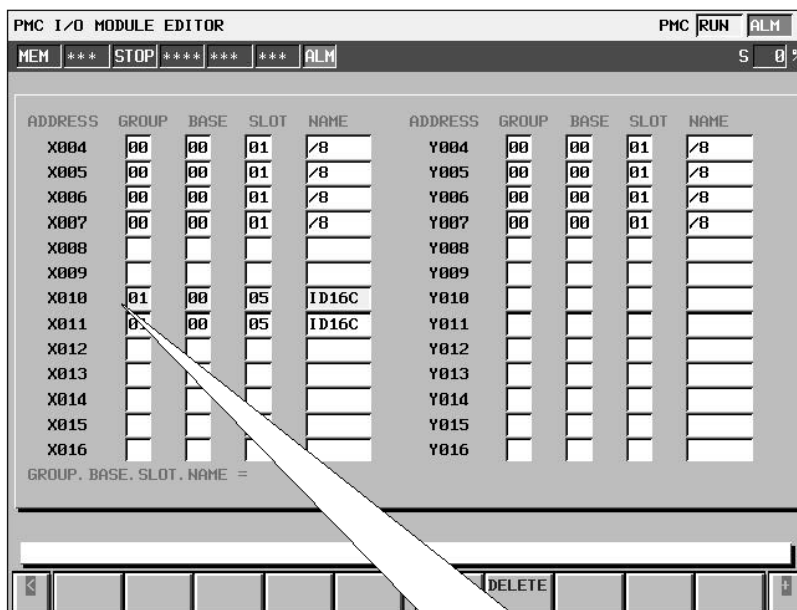 PMC I/O MODULE EDITOR PMC RUN ALM
MEM *** STOP **** *** *** ALM S 0 %
ADDRESS GROUP BASE SLOT NAME ADDRESS GROUP BASE SLOT NAME
X004 00 00 01 /8 Y004 00 00 01 /8
X005 00 00 01 /8 Y005 00 00 01 /8
X006 00 00 01 /8 Y006 00 00 01 /8
X007 00 00 01 /8 Y007 00 00 01 /8
X008 Y008
X009 Y009
X010 01 00 05 ID16C Y010
X011 00 05 ID16C Y011
X012 Y012
X013 Y013
X014 Y014
X015 Y015
X016 Y016
GROUP.BASE.SLOT.NAME =
< DELETE +